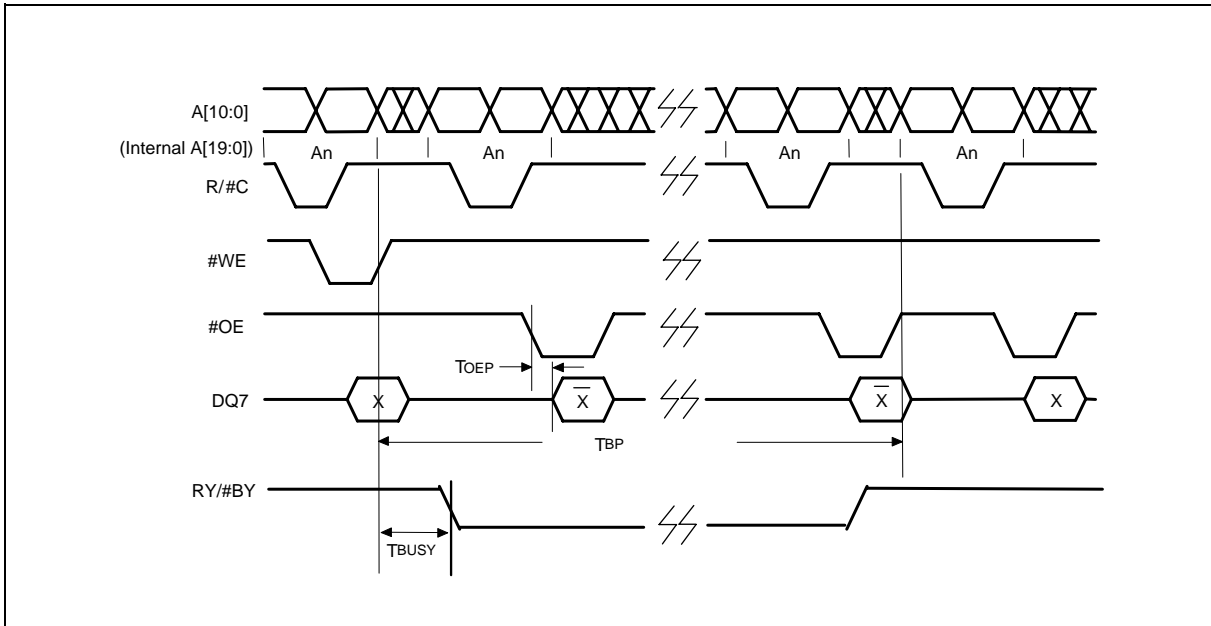 A[10:0]
(Internal A[19:0])
An An An An
R/#C
#WE
#OE
TOEP
DQ7
X X̅ X̅ X
TBP
RY/#BY
TBUSY